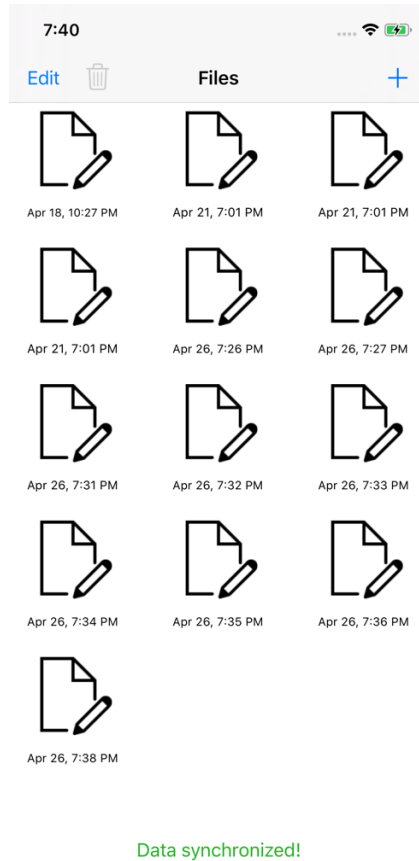 7:40
Edit Files +
Apr 18, 10:27 PM Apr 21, 7:01 PM Apr 21, 7:01 PM
Apr 21, 7:01 PM Apr 26, 7:26 PM Apr 26, 7:27 PM
Apr 26, 7:31 PM Apr 26, 7:32 PM Apr 26, 7:33 PM
Apr 26, 7:34 PM Apr 26, 7:35 PM Apr 26, 7:36 PM
Apr 26, 7:38 PM
Data synchronized!